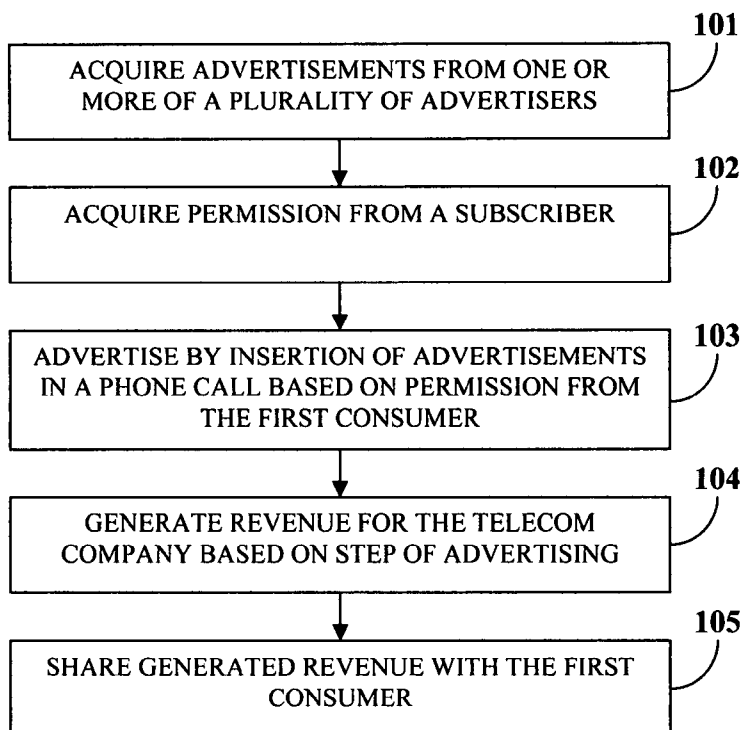 101
ACQUIRE ADVERTISEMENTS FROM ONE OR
MORE OF A PLURALITY OF ADVERTISERS
102
ACQUIRE PERMISSION FROM A SUBSCRIBER
103
ADVERTISE BY INSERTION OF ADVERTISEMENTS
IN A PHONE CALL BASED ON PERMISSION FROM
THE FIRST CONSUMER
104
GENERATE REVENUE FOR THE TELECOM
COMPANY BASED ON STEP OF ADVERTISING
105
SHARE GENERATED REVENUE WITH THE FIRST
CONSUMER